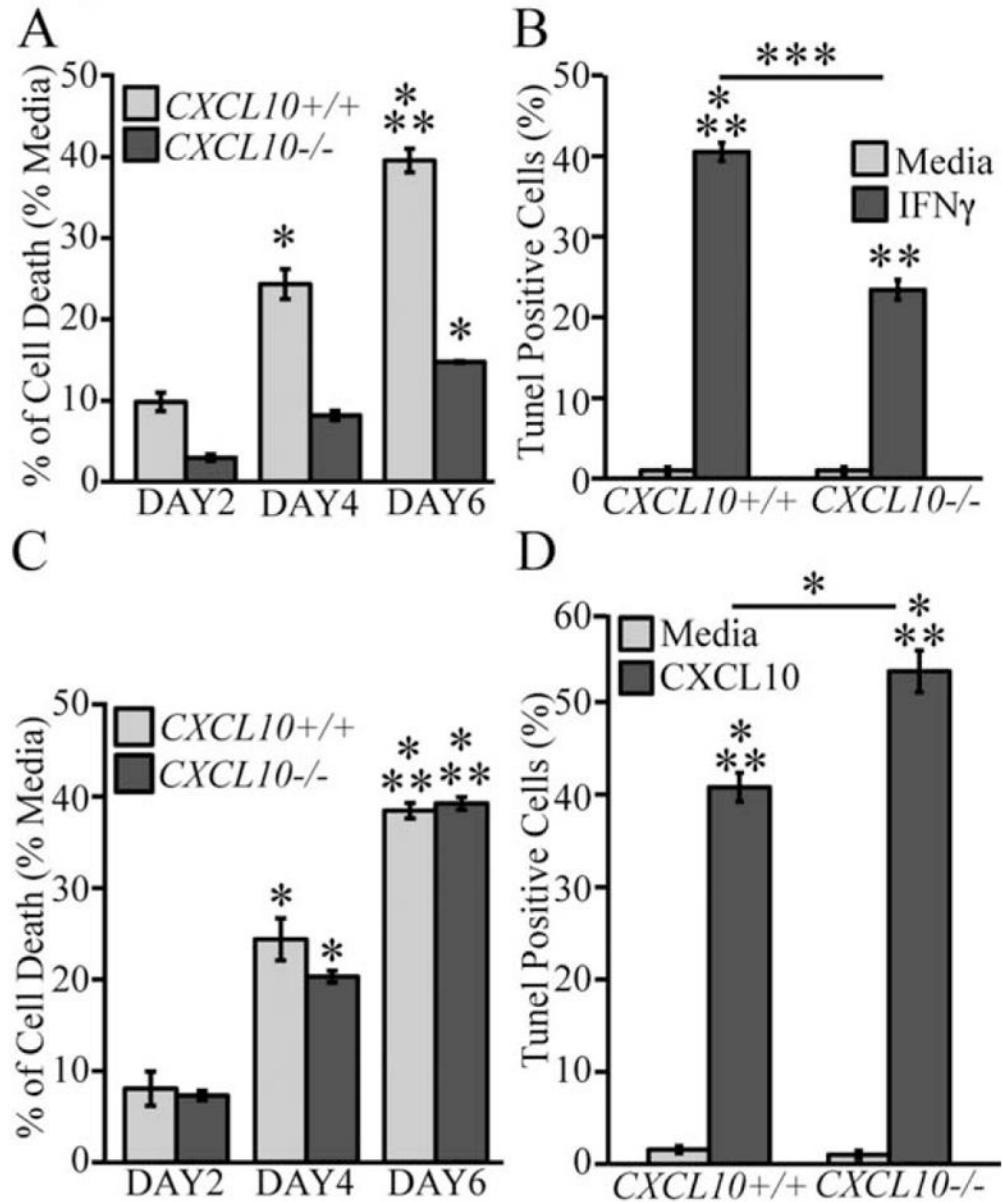 A
% of Cell Death (% Media)
50
40
30
20
10
0
CXCL10+/+
CXCL10-/-
*
*
**
*
DAY2 DAY4 DAY6
B
Tunel Positive Cells (%)
50
40
30
20
10
0
***
*
**
**
Media
IFNγ
CXCL10+/+ CXCL10-/-
C
% of Cell Death (% Media)
50
40
30
20
10
0
CXCL10+/+
CXCL10-/-
*
*
*
**
*
**
DAY2 DAY4 DAY6
D
Tunel Positive Cells (%)
60
50
40
30
20
10
0
Media
CXCL10
*
*
**
*
**
CXCL10+/+ CXCL10-/-